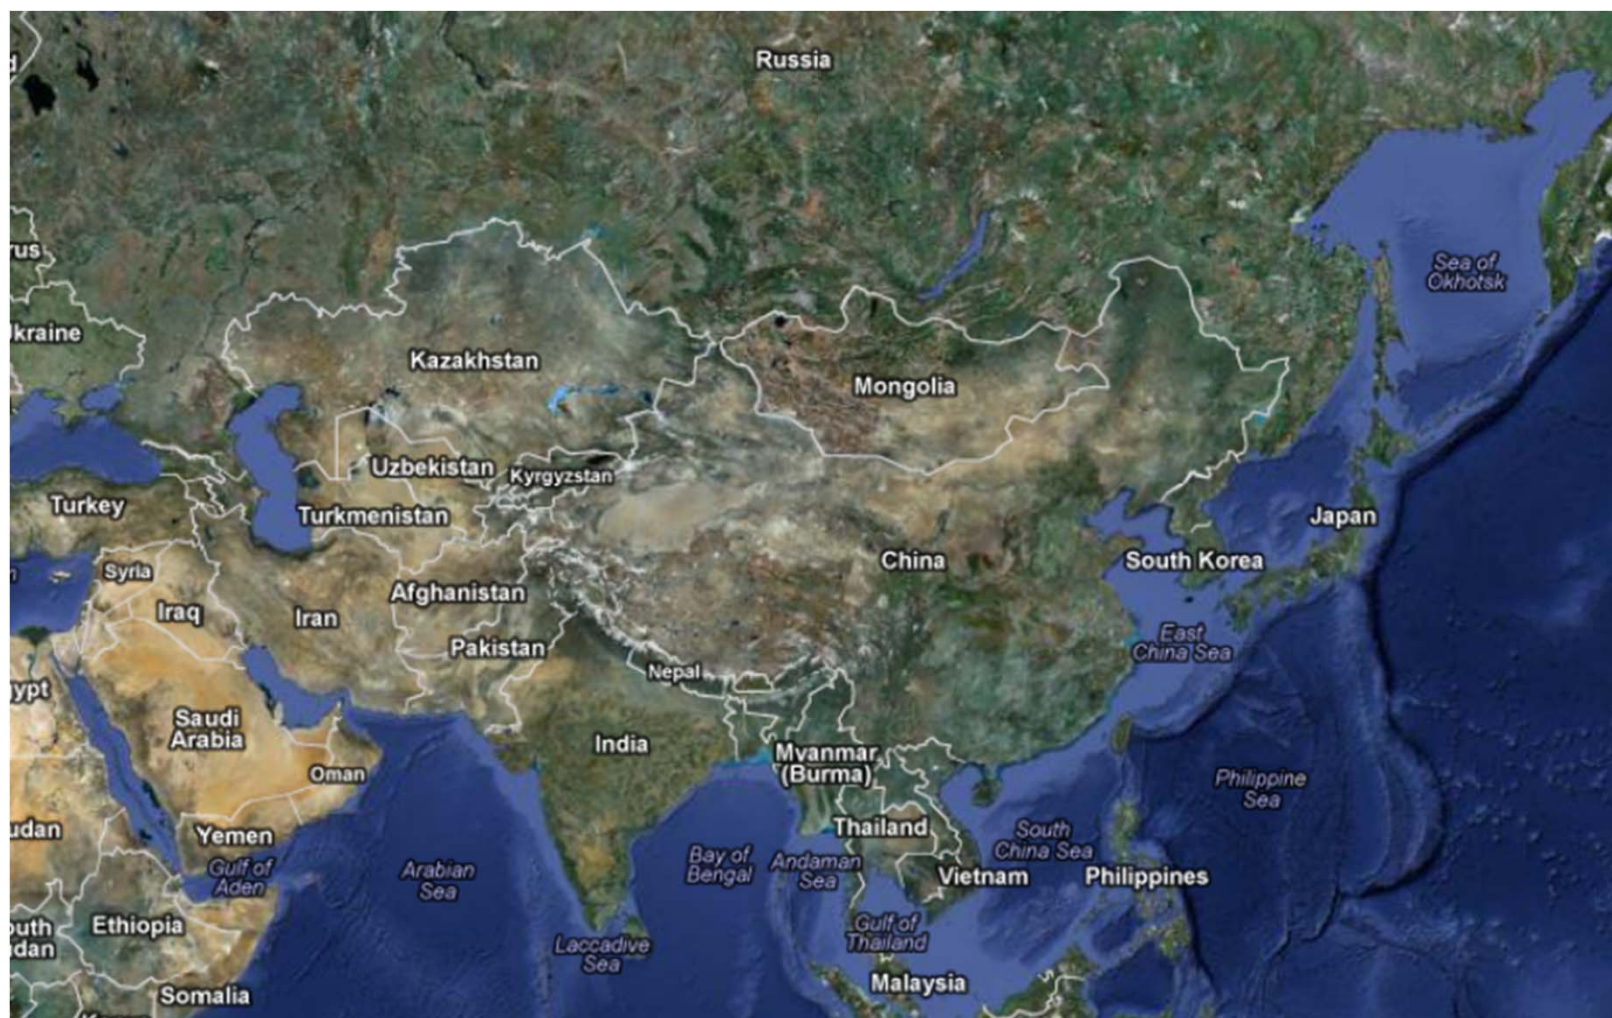 Russia
d
rus
Sea of
Okhotsk
kraine
Kazakhstan
Mongolia
Uzbekistan
Kyrgyzstan
Turkey
Turkmenistan
Japan
China
South Korea
Syria
Afghanistan
Iraq
Iran
Pakistan
East
China Sea
Nepal
ypt
Saudi
Arabia
India
Myanmar
(Burma)
Oman
Philippine
Sea
udan
Yemen
Thailand
South
China Sea
Gulf of
Aden
Arabian
Sea
Bay of
Bengal
Andaman
Sea
Vietnam
Philippines
outh
dan
Ethiopia
Gulf of
Thailand
Laccadive
Sea
Malaysia
Somalia